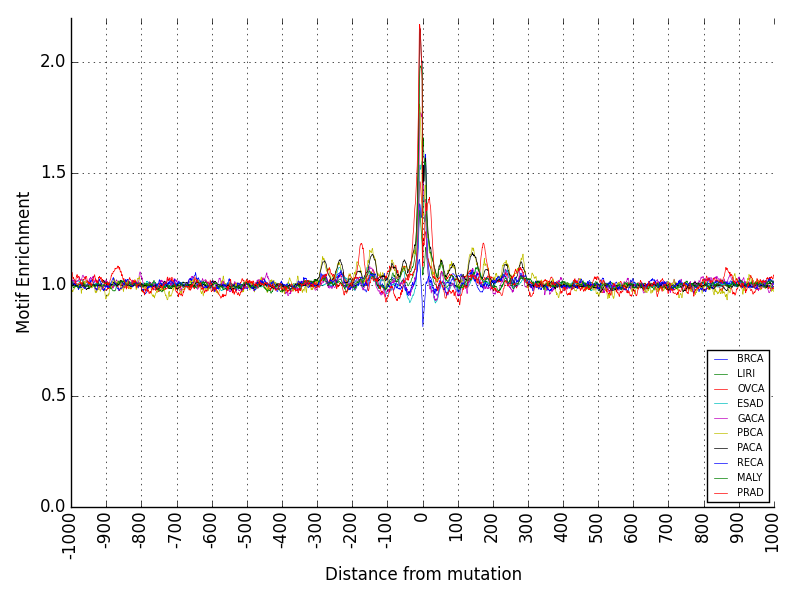 2.0
1.5
1.0
0.5
0.0
Motif Enrichment
BRCA
LIRI
OVCA
ESAD
GACA
PBCA
PACA
RECA
MALY
PRAD
-1000 -900 -800 -700 -600 -500 -400 -300 -200 -100 0 100 200 300 400 500 600 700 800 900 1000
Distance from mutation